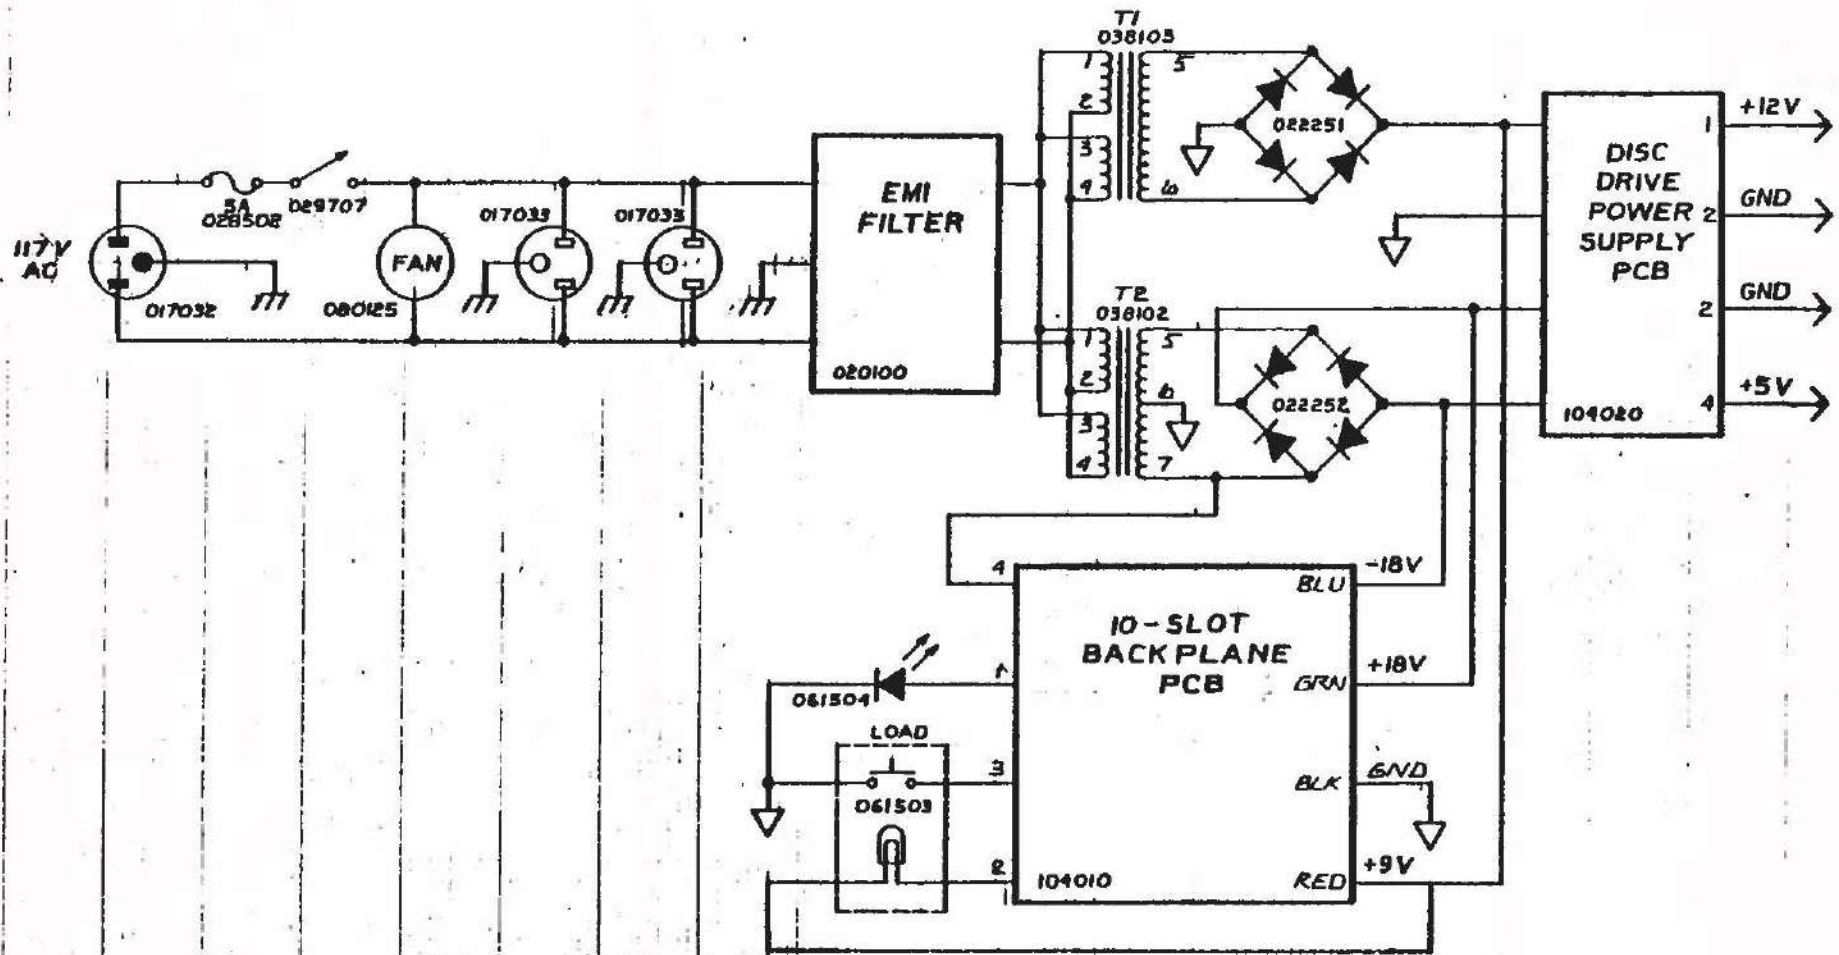 T1
038103
1
2
3
4
5
6
022251
+12V
1
DISC
DRIVE
POWER
SUPPLY
PCB
GND
2
GND
2
+5V
4
104020
117V
AC
017032
5A
028502
029707
FAN
080125
017033
017033
EMI
FILTER
020100
T2
038102
1
2
3
4
5
6
7
022252
4
10-SLOT
BACKPLANE
PCB
BLU
-18V
GRN
+18V
BLK
GND
RED
+9V
104010
1
3
2
061504
LOAD
061503